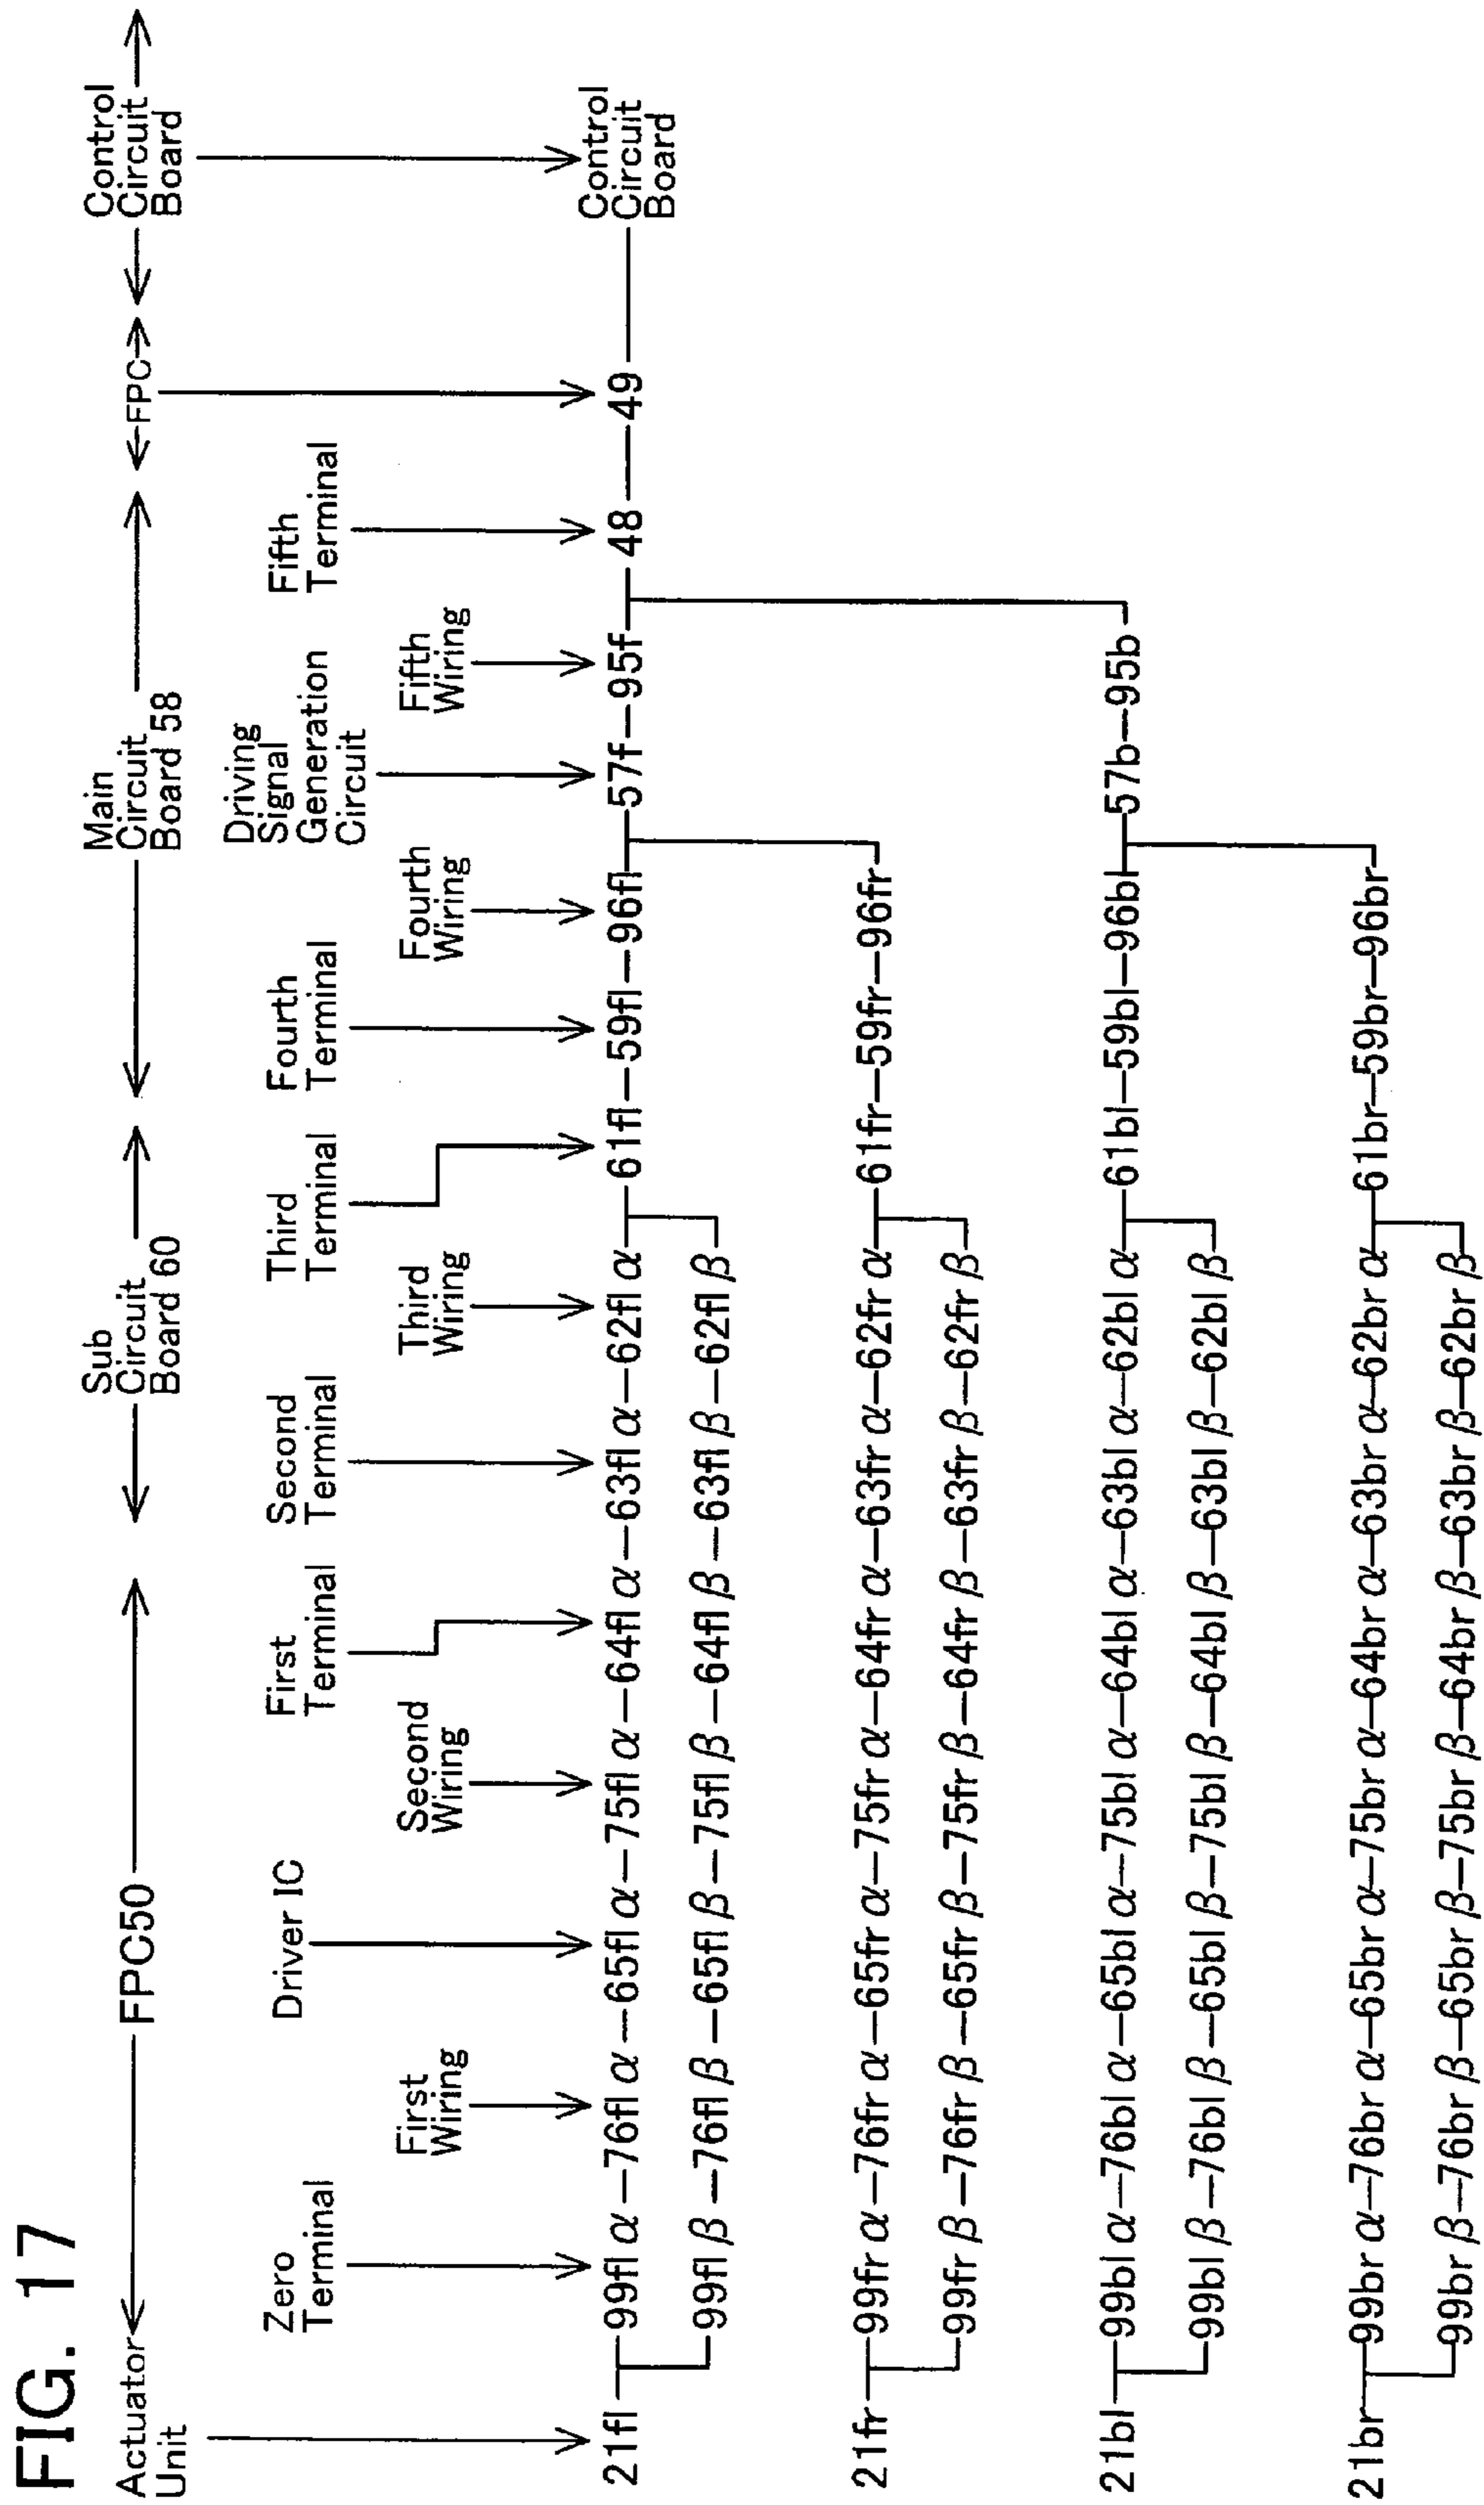 FIG. 17
Actuator
Unit
FPC50
Sub
Circuit
Board 60
Main
Circuit
Board 58
FPC
Control
Circuit
Board
Zero
Terminal
First
Wiring
Driver IC
Second
Wiring
First
Terminal
Second
Terminal
Third
Wiring
Third
Terminal
Fourth
Terminal
Fourth
Wiring
Driving
Signal
Generation
Circuit
Fifth
Wiring
Fifth
Terminal
21fl 99fl α 76fl α 65fl α 75fl α 64fl α 63fl α 62fl α 61fl 59fl 96fl 57f 95f 48 49 Control
Circuit
Board
99fl β 76fl β 65fl β 75fl β 64fl β 63fl β 62fl β
21fr 99fr α 76fr α 65fr α 75fr α 64fr α 63fr α 62fr α 61fr 59fr 96fr
99fr β 76fr β 65fr β 75fr β 64fr β 63fr β 62fr β
21bl 99bl α 76bl α 65bl α 75bl α 64bl α 63bl α 62bl α 61bl 59bl 96bl 57b 95b
99bl β 76bl β 65bl β 75bl β 64bl β 63bl β 62bl β
21br 99br α 76br α 65br α 75br α 64br α 63br α 62br α 61br 59br 96br
99br β 76br β 65br β 75br β 64br β 63br β 62br β